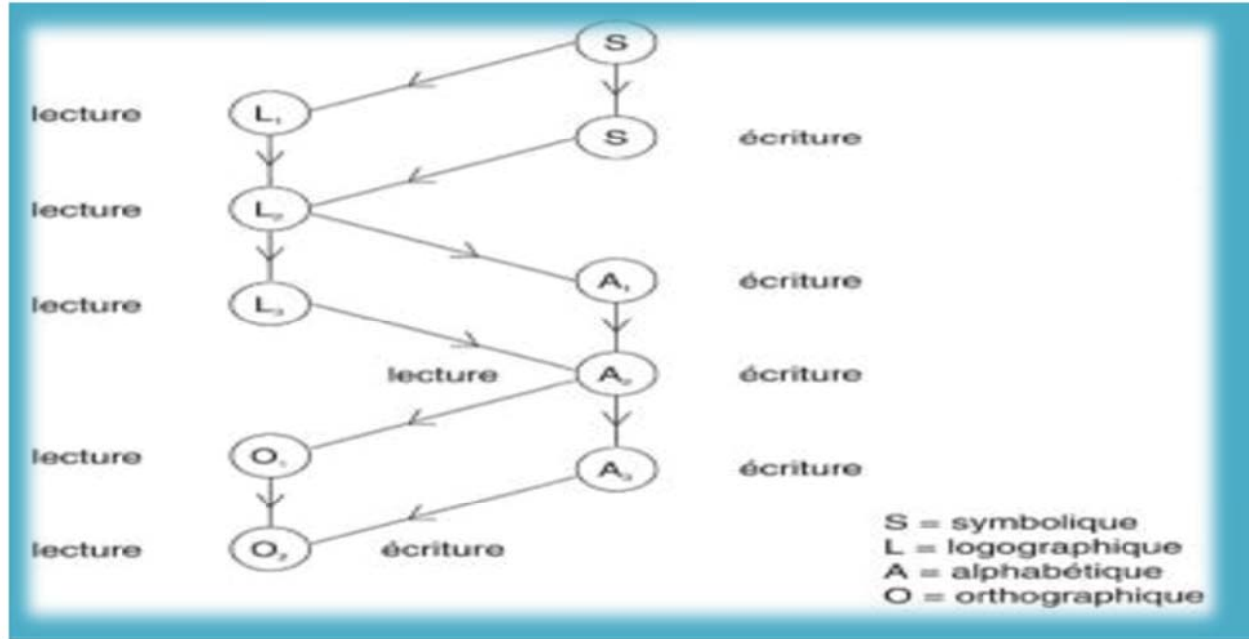 S
lecture L₁
S écriture
lecture L₂
A₁ écriture
lecture L₃
lecture A₂ écriture
lecture O₁
A₃ écriture
lecture O₂ écriture
S = symbolique
L = logographique
A = alphabétique
O = orthographique